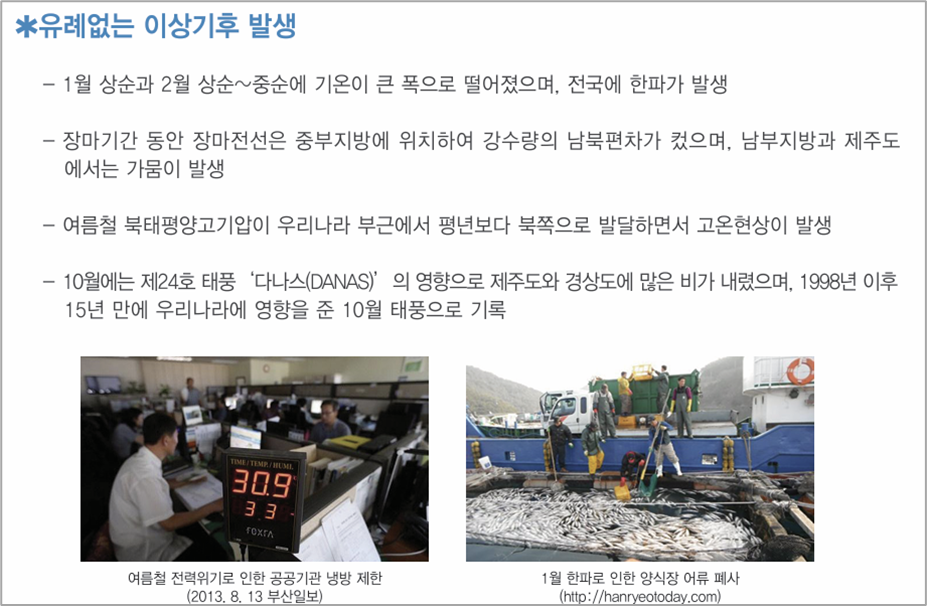 *유례없는 이상기후 발생
- 1월 상순과 2월 상순~중순에 기온이 큰 폭으로 떨어졌으며, 전국에 한파가 발생
- 장마기간 동안 장마전선은 중부지방에 위치하여 강수량의 남북편차가 컸으며, 남부지방과 제주도
에서는 가뭄이 발생
- 여름철 북태평양고기압이 우리나라 부근에서 평년보다 북쪽으로 발달하면서 고온현상이 발생
- 10월에는 제24호 태풍 ‘다나스(DANAS)’의 영향으로 제주도와 경상도에 많은 비가 내렸으며, 1998년 이후
15년 만에 우리나라에 영향을 준 10월 태풍으로 기록
TIME / TEMP. / HUMI.
30.9
33
FOXRA
여름철 전력위기로 인한 공공기관 냉방 제한
(2013. 8. 13 부산일보)
1월 한파로 인한 양식장 어류 폐사
(http://hanryeotoday.com)